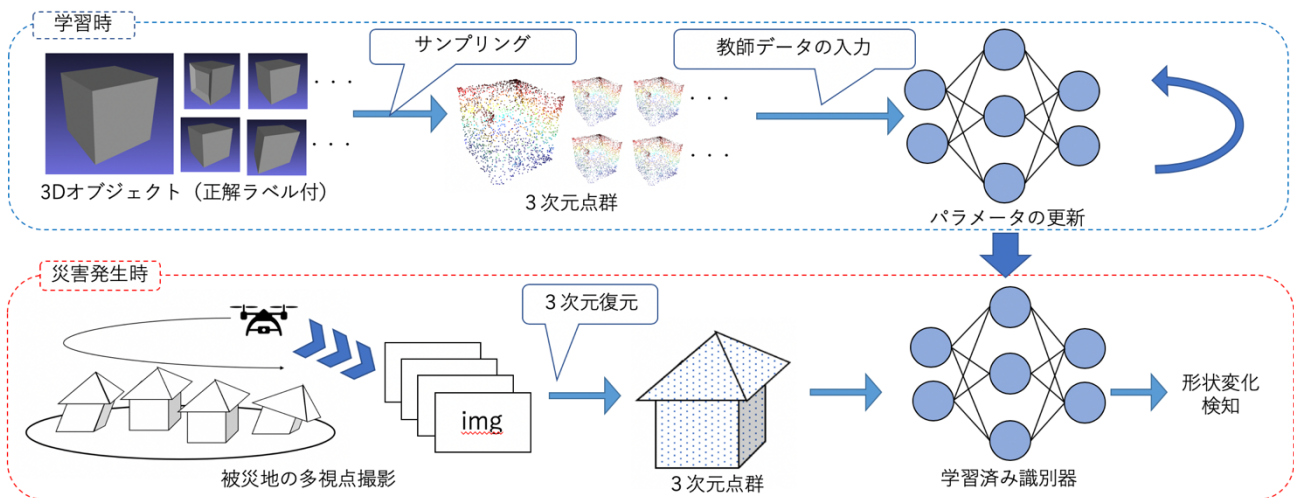 学習時
サンプリング
教師データの入力
・・・
・・・
・・・
・・・
3Dオブジェクト（正解ラベル付）
３次元点群
パラメータの更新
災害発生時
３次元復元
img
形状変化
検知
被災地の多視点撮影
３次元点群
学習済み識別器